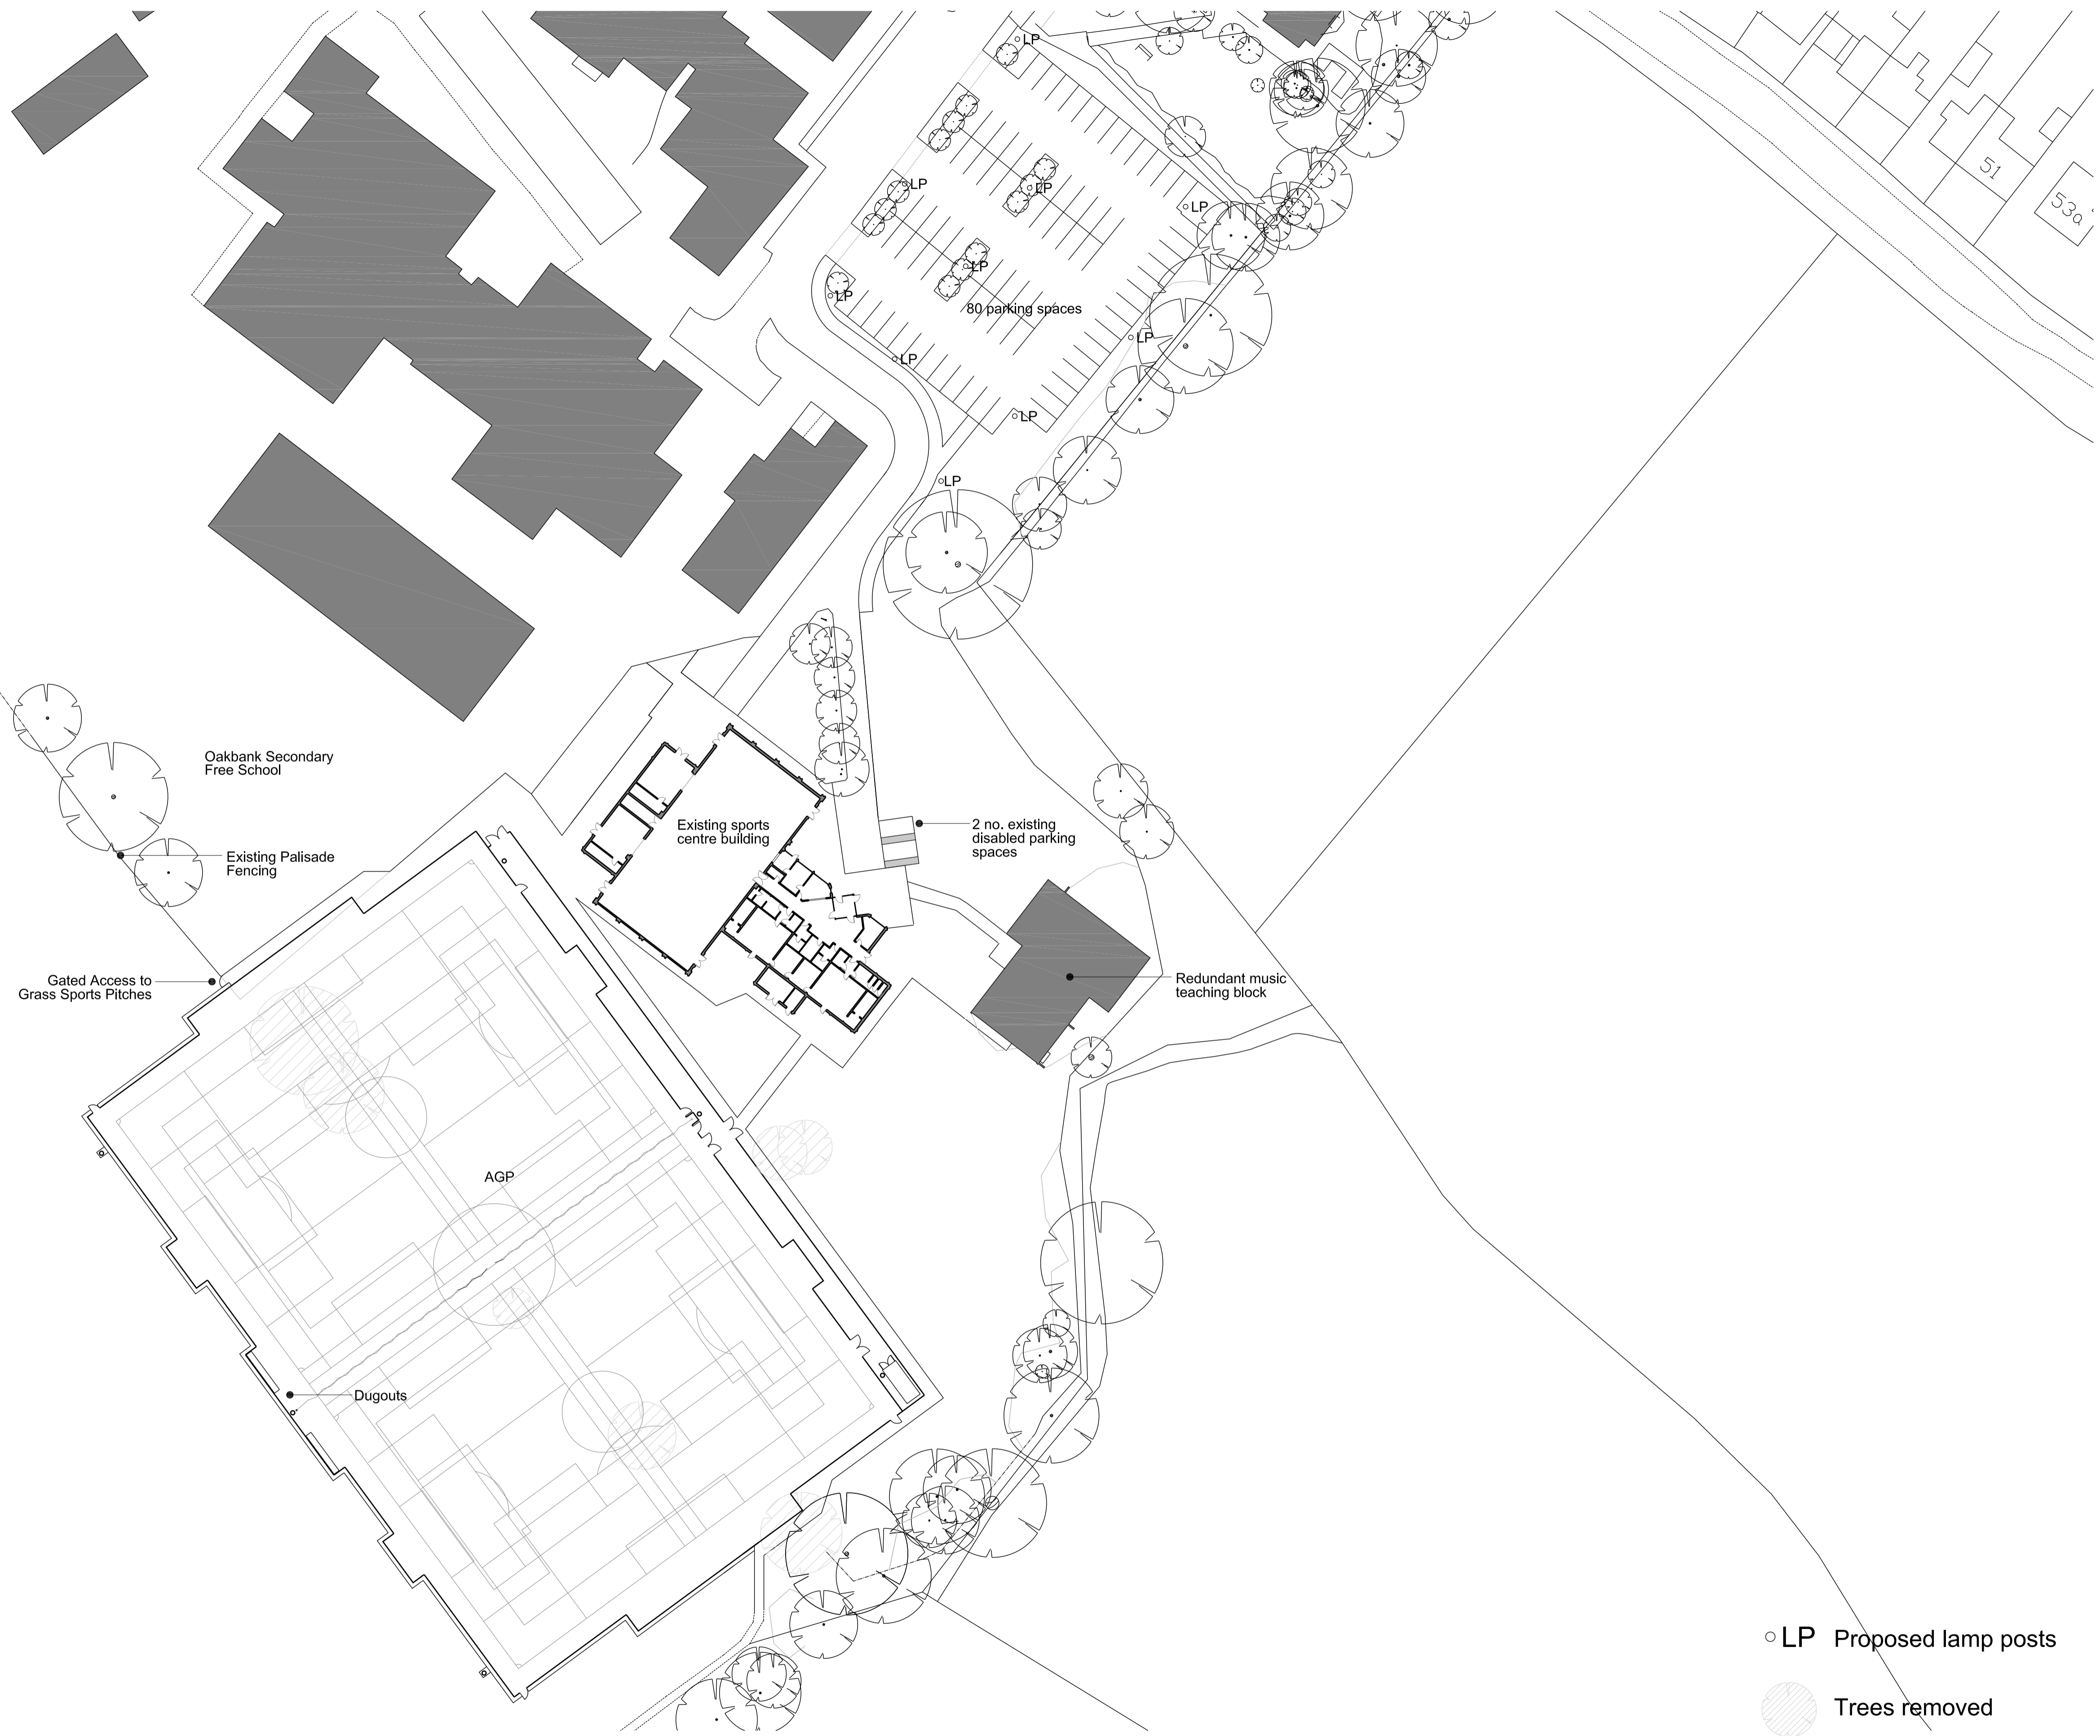 LP
LP
LP
LP
51
53a
LP
LP
80 parking spaces
LP
LP
LP
LP
Oakbank Secondary
Free School
Existing sports
centre building
2 no. existing
disabled parking
spaces
Existing Palisade
Fencing
Gated Access to
Grass Sports Pitches
Redundant music
teaching block
AGP
Dugouts
LP Proposed lamp posts
Trees removed